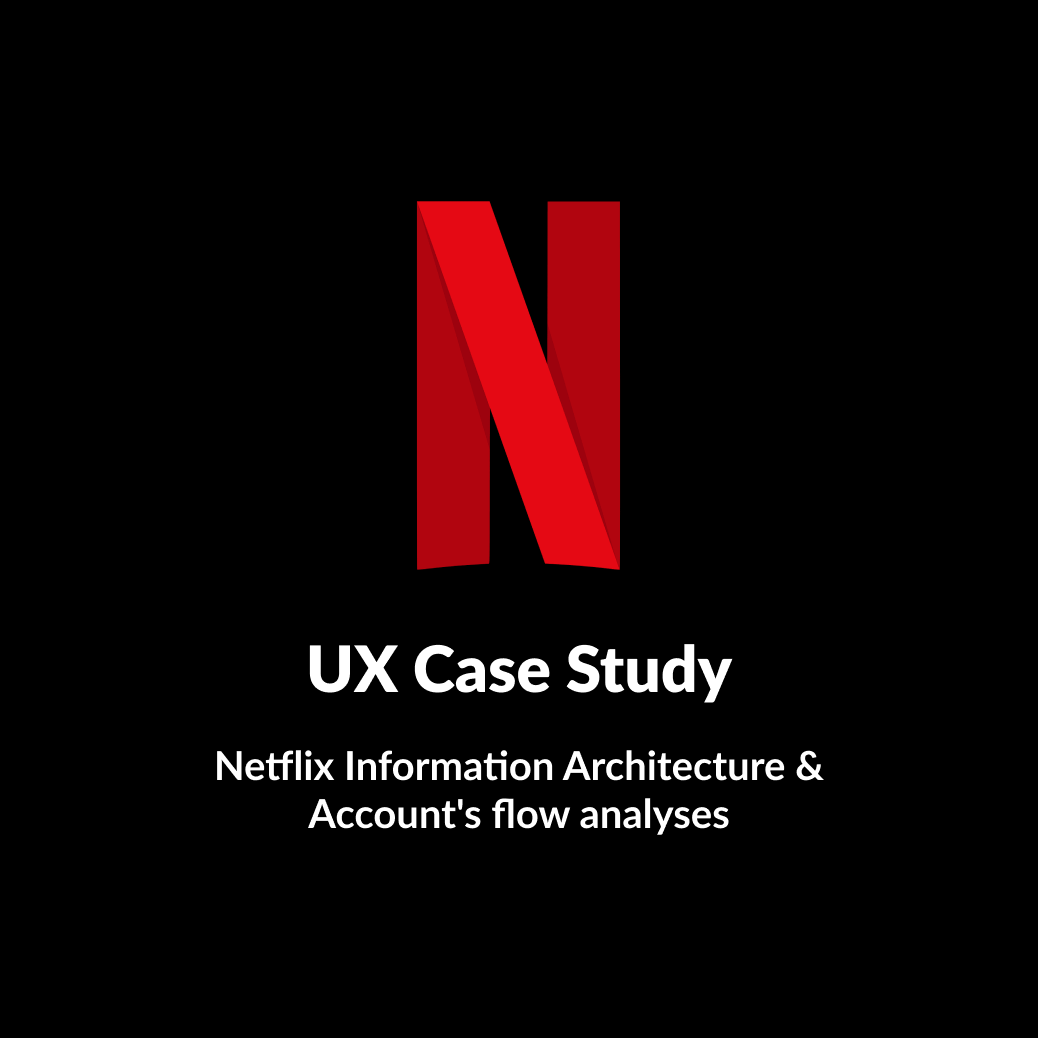 N
UX Case Study
Netflix Information Architecture &
Account's flow analyses